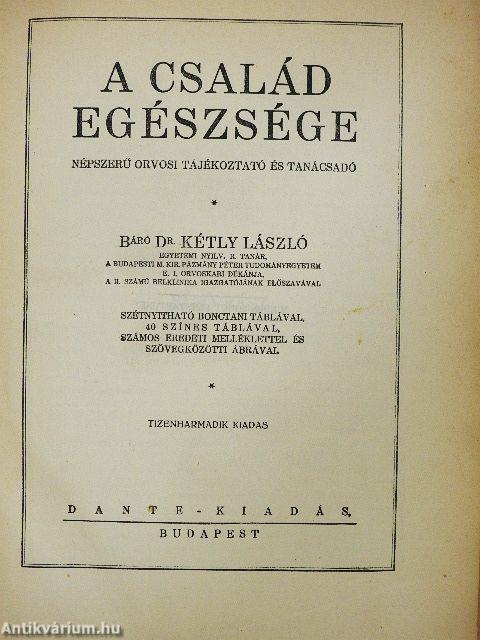 A CSALÁD
EGÉSZSÉGE
NÉPSZERŰ ORVOSI TÁJÉKOZTATÓ ÉS TANÁCSADÓ
*
BÁRÓ DR. KÉTLY LÁSZLÓ
EGYETEMI NYILV. R. TANÁR,
A BUDAPESTI M. KIR. PÁZMÁNY PÉTER TUDOMÁNYEGYETEM
E. I. ORVOSKARI DÉKÁNJA,
A II. SZÁMÚ BELKLINIKA IGAZGATÓJÁNAK ELŐSZAVÁVAL
SZÉTNYITHATÓ BONCTANI TÁBLÁVAL,
40 SZÍNES TÁBLÁVAL,
SZÁMOS EREDETI MELLÉKLETTEL ÉS
SZÖVEGKÖZÖTTI ÁBRÁVAL
*
TIZENHARMADIK KIADÁS
DANTE-KIADÁS,
BUDAPEST
Antikvárium.hu